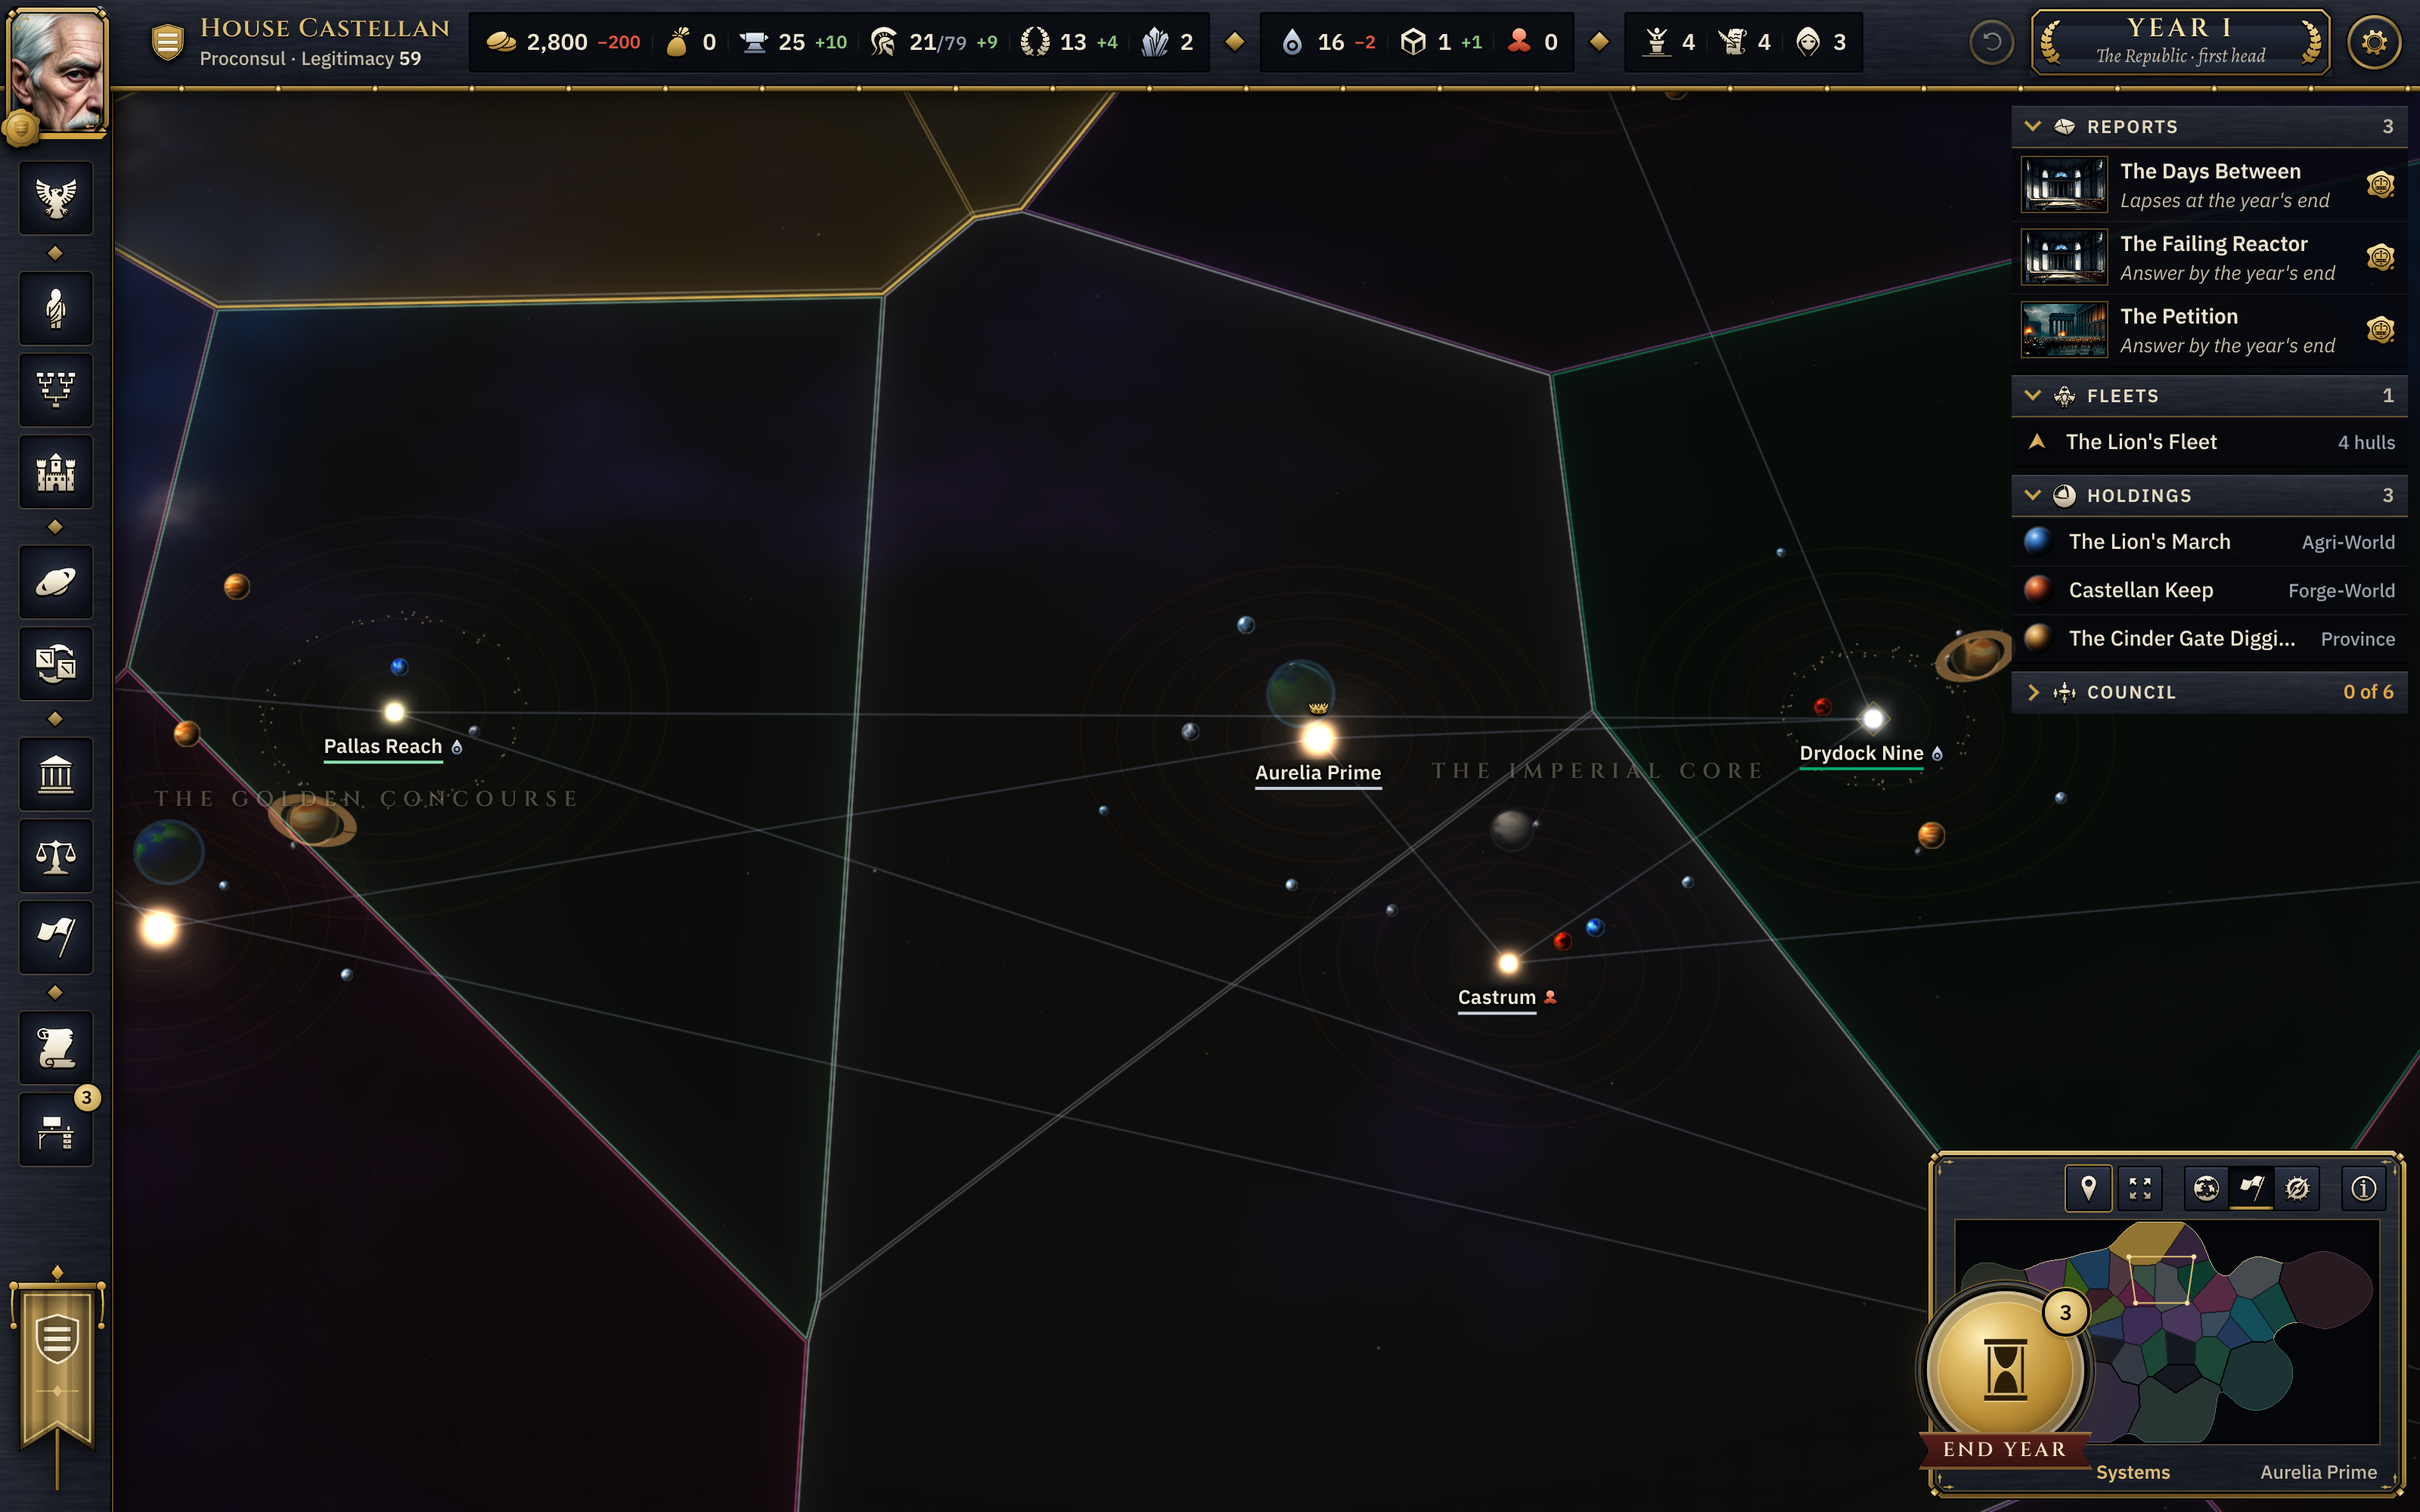 HOUSE CASTELLAN
Proconsul · Legitimacy 59
2,800 −200
0
25 +10
21/79 +9
13 +4
2
16 −2
1 +1
0
4
4
3
YEAR I
The Republic · first head
REPORTS 3
The Days Between
Lapses at the year's end
The Failing Reactor
Answer by the year's end
The Petition
Answer by the year's end
FLEETS 1
The Lion's Fleet 4 hulls
HOLDINGS 3
The Lion's March Agri-World
Castellan Keep Forge-World
The Cinder Gate Diggi... Province
COUNCIL 0 of 6
Pallas Reach
THE GOLDEN CONCOURSE
Aurelia Prime
THE IMPERIAL CORE
Drydock Nine
Castrum
3
3
END YEAR
Systems Aurelia Prime